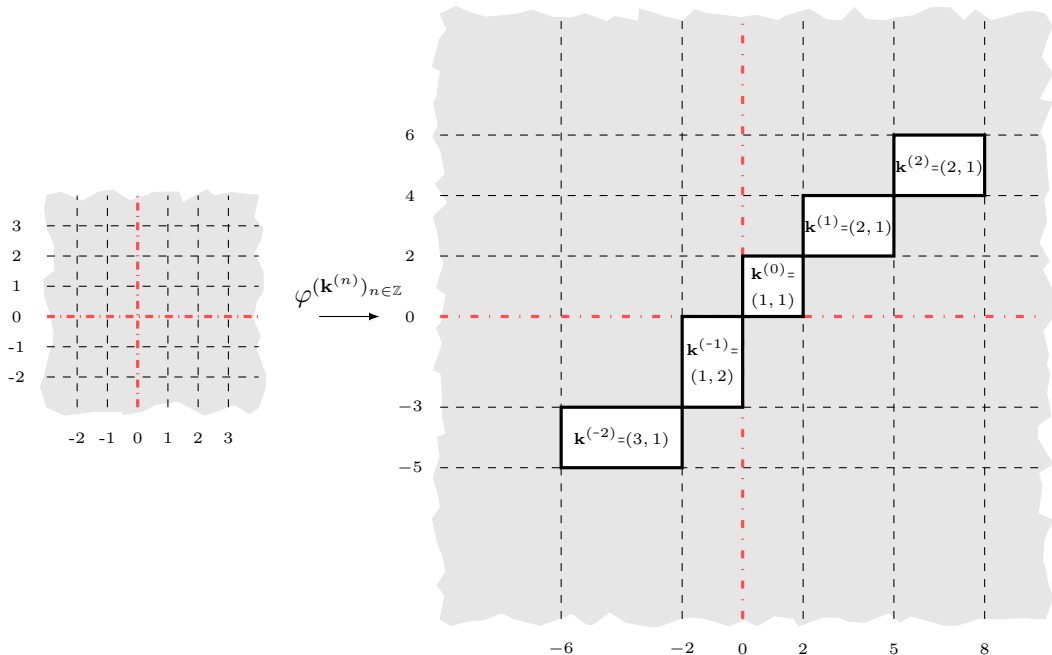 3
2
1
0
-1
-2
-2 -1 0 1 2 3
φ^{(𝐤^{(n)})_{n∈ℤ}}
6
4
2
0
−3
−5
𝐤^{(2)}=(2, 1)
𝐤^{(1)}=(2, 1)
𝐤^{(0)}=
(1, 1)
𝐤^{(-1)}=
(1, 2)
𝐤^{(-2)}=(3, 1)
−6 −2 0 2 5 8